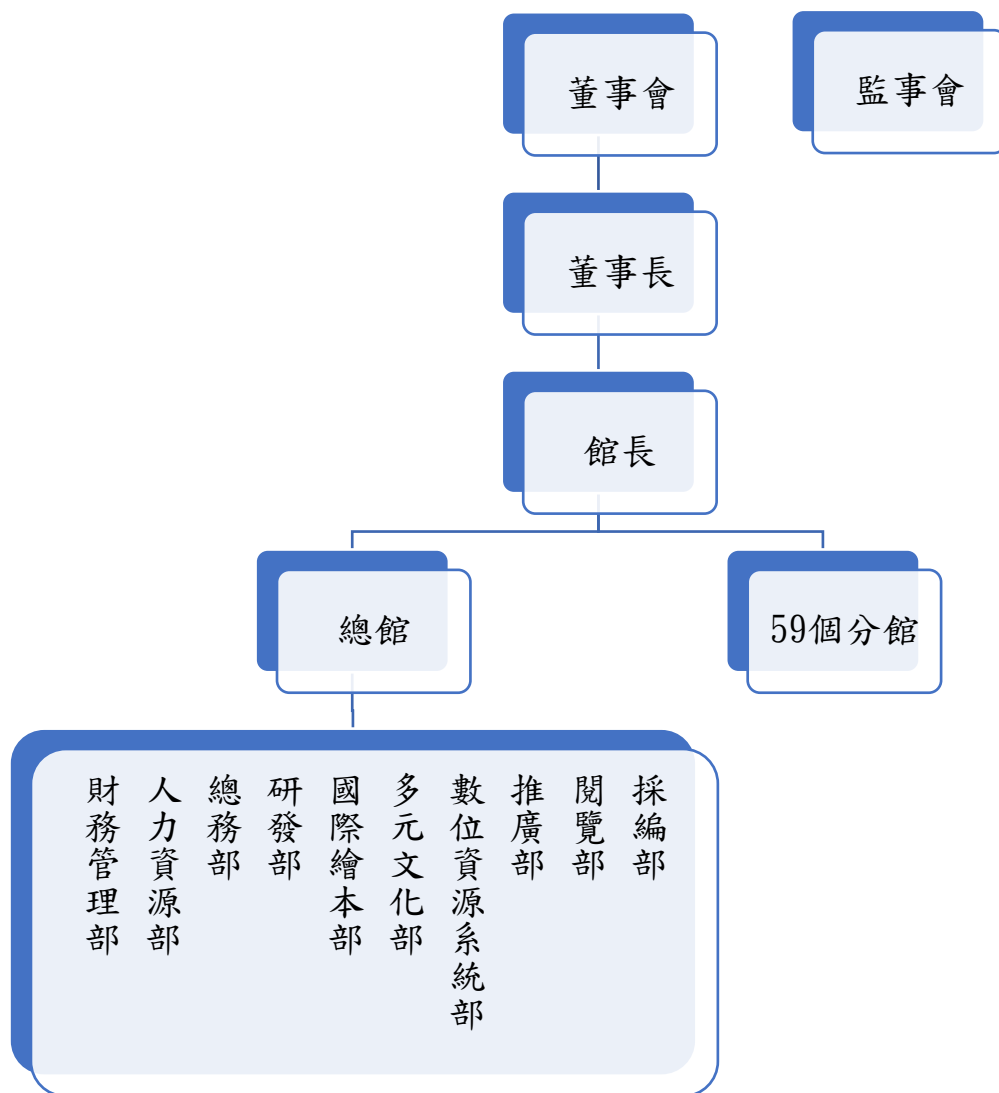 董事會
監事會
董事長
館長
總館
59個分館
採編部
閱覽部
推廣部
數位資源系統部
多元文化部
國際繪本部
研發部
總務部
人力資源部
財務管理部